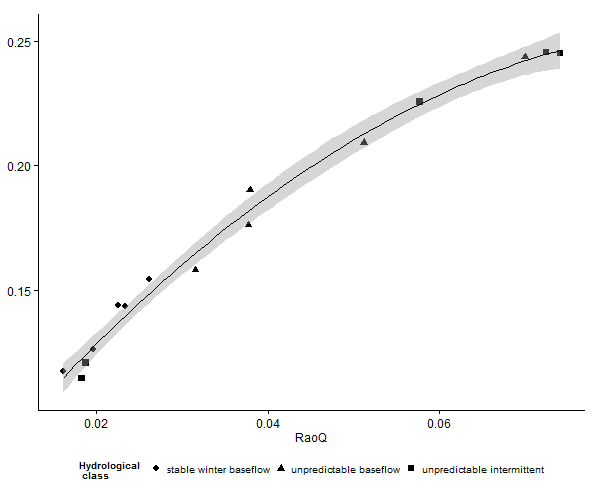 0.25
0.20
0.15
0.02 0.04 0.06
RaoQ
Hydrological
class
stable winter baseflow unpredictable baseflow unpredictable intermittent